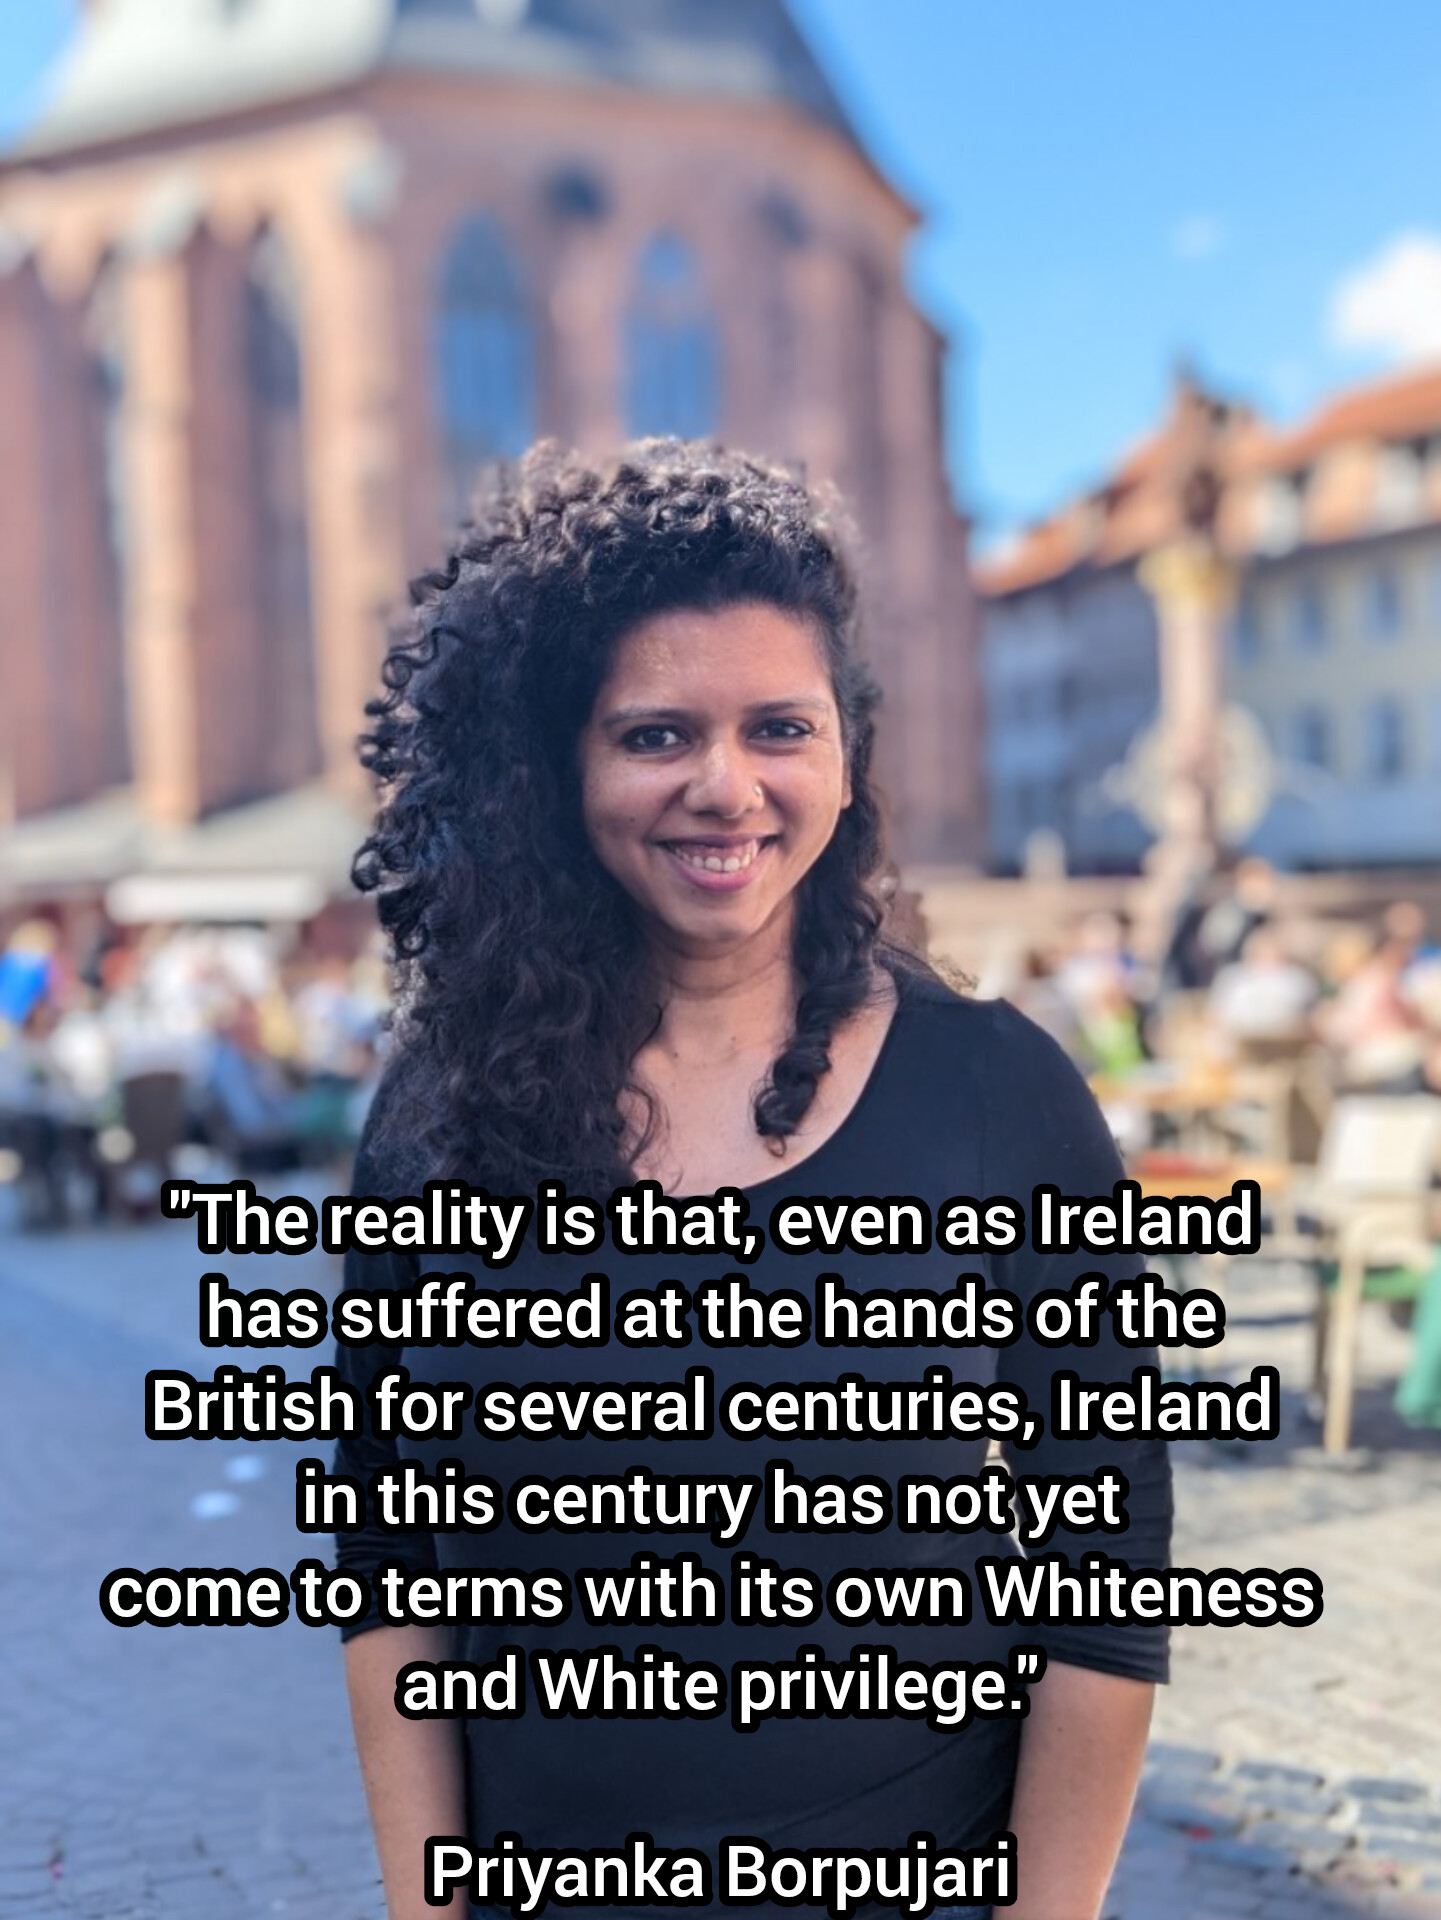 "The reality is that, even as Ireland
has suffered at the hands of the
British for several centuries, Ireland
in this century has not yet
come to terms with its own Whiteness
and White privilege."
Priyanka Borpujari